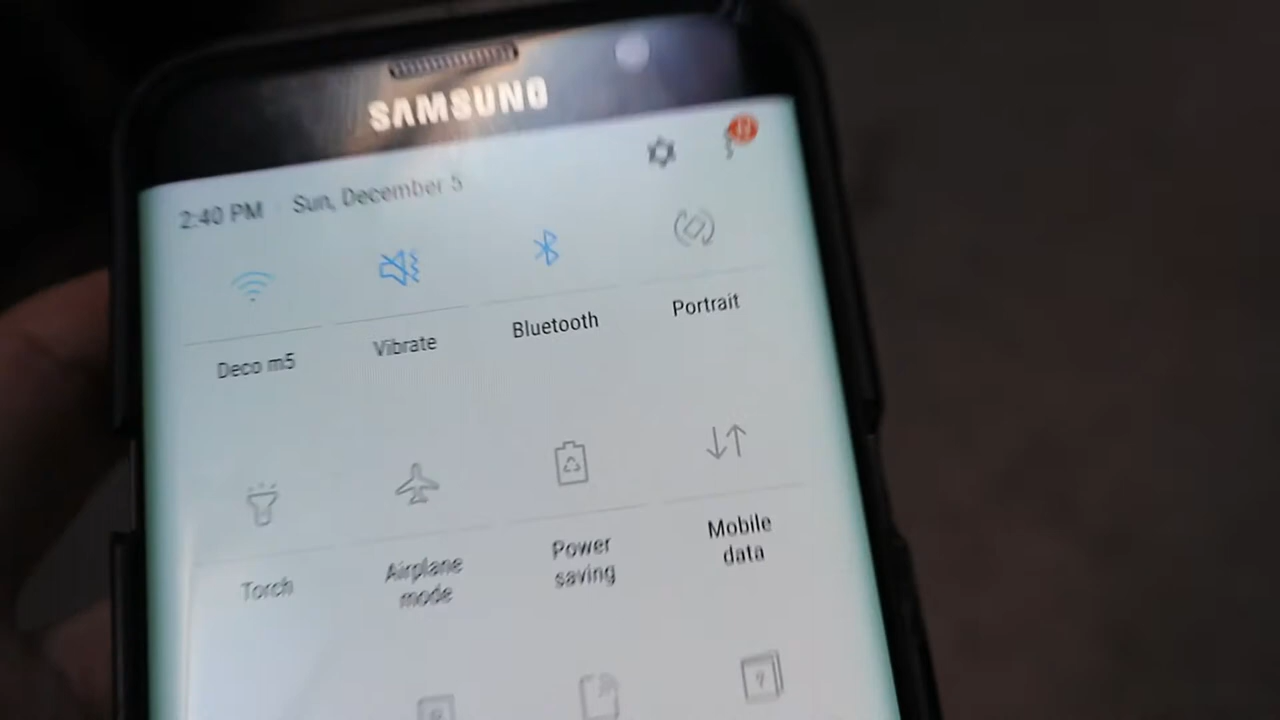 SAMSUNG
2:40 PM Sun, December 5
Deco m5
Vibrate
Bluetooth
Portrait
Torch
Airplane
mode
Power
saving
Mobile
data